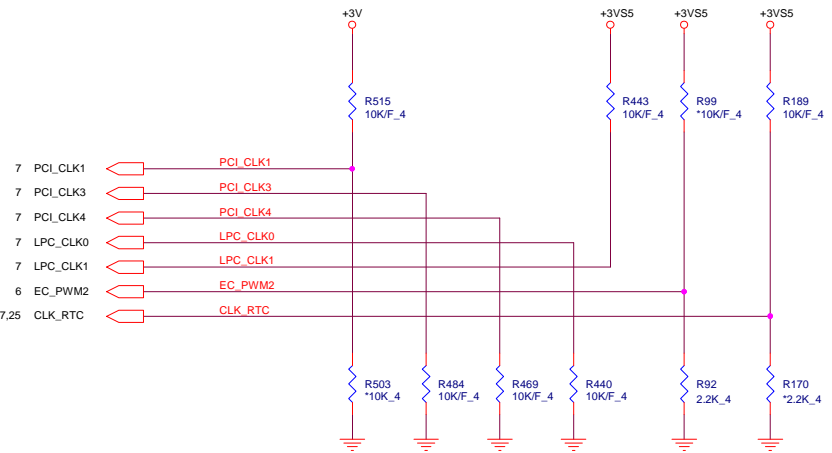 +3V +3VS5 +3VS5 +3VS5
R515 R443 R99 R189
10K/F_4 10K/F_4 *10K/F_4 10K/F_4
7 PCI_CLK1 PCI_CLK1
7 PCI_CLK3 PCI_CLK3
7 PCI_CLK4 PCI_CLK4
7 LPC_CLK0 LPC_CLK0
7 LPC_CLK1 LPC_CLK1
6 EC_PWM2 EC_PWM2
7,25 CLK_RTC CLK_RTC
R503 R484 R469 R440 R92 R170
*10K_4 10K/F_4 10K/F_4 10K/F_4 2.2K_4 *2.2K_4